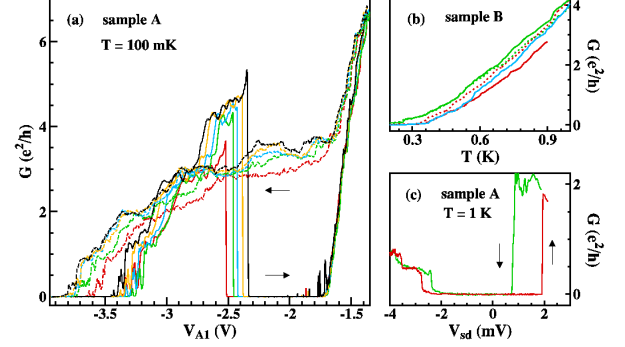 (a)
sample A
T = 100 mK
G (e²/h)
6
4
2
0
-3.5
-3.0
-2.5
-2.0
-1.5
V_A1 (V)
(b)
sample B
G (e²/h)
4
2
0
0.3
0.6
0.9
T (K)
(c)
sample A
T = 1 K
G (e²/h)
2
0
-4
-2
0
2
V_sd (mV)